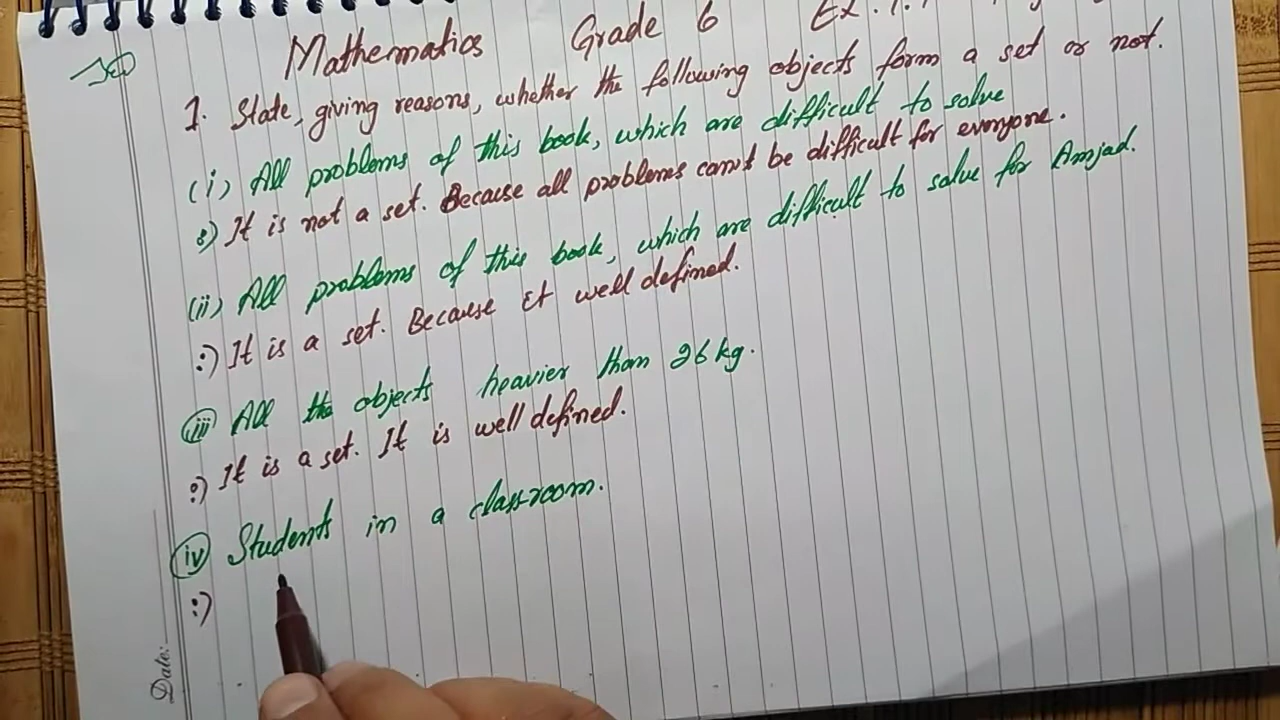 Mathematics Grade 6 Ex. 1.1
1. State, giving reasons, whether the following objects form a set or not.
(i) All problems of this book, which are difficult to solve
:) It is not a set. Because all problems can't be difficult for everyone.
(ii) All problems of this book, which are difficult to solve for Amjad.
:) It is a set. Because it well defined.
(iii) All the objects heavier than 26 kg.
:) It is a set. It is well defined.
(iv) Students in a classroom.
:)
Date: